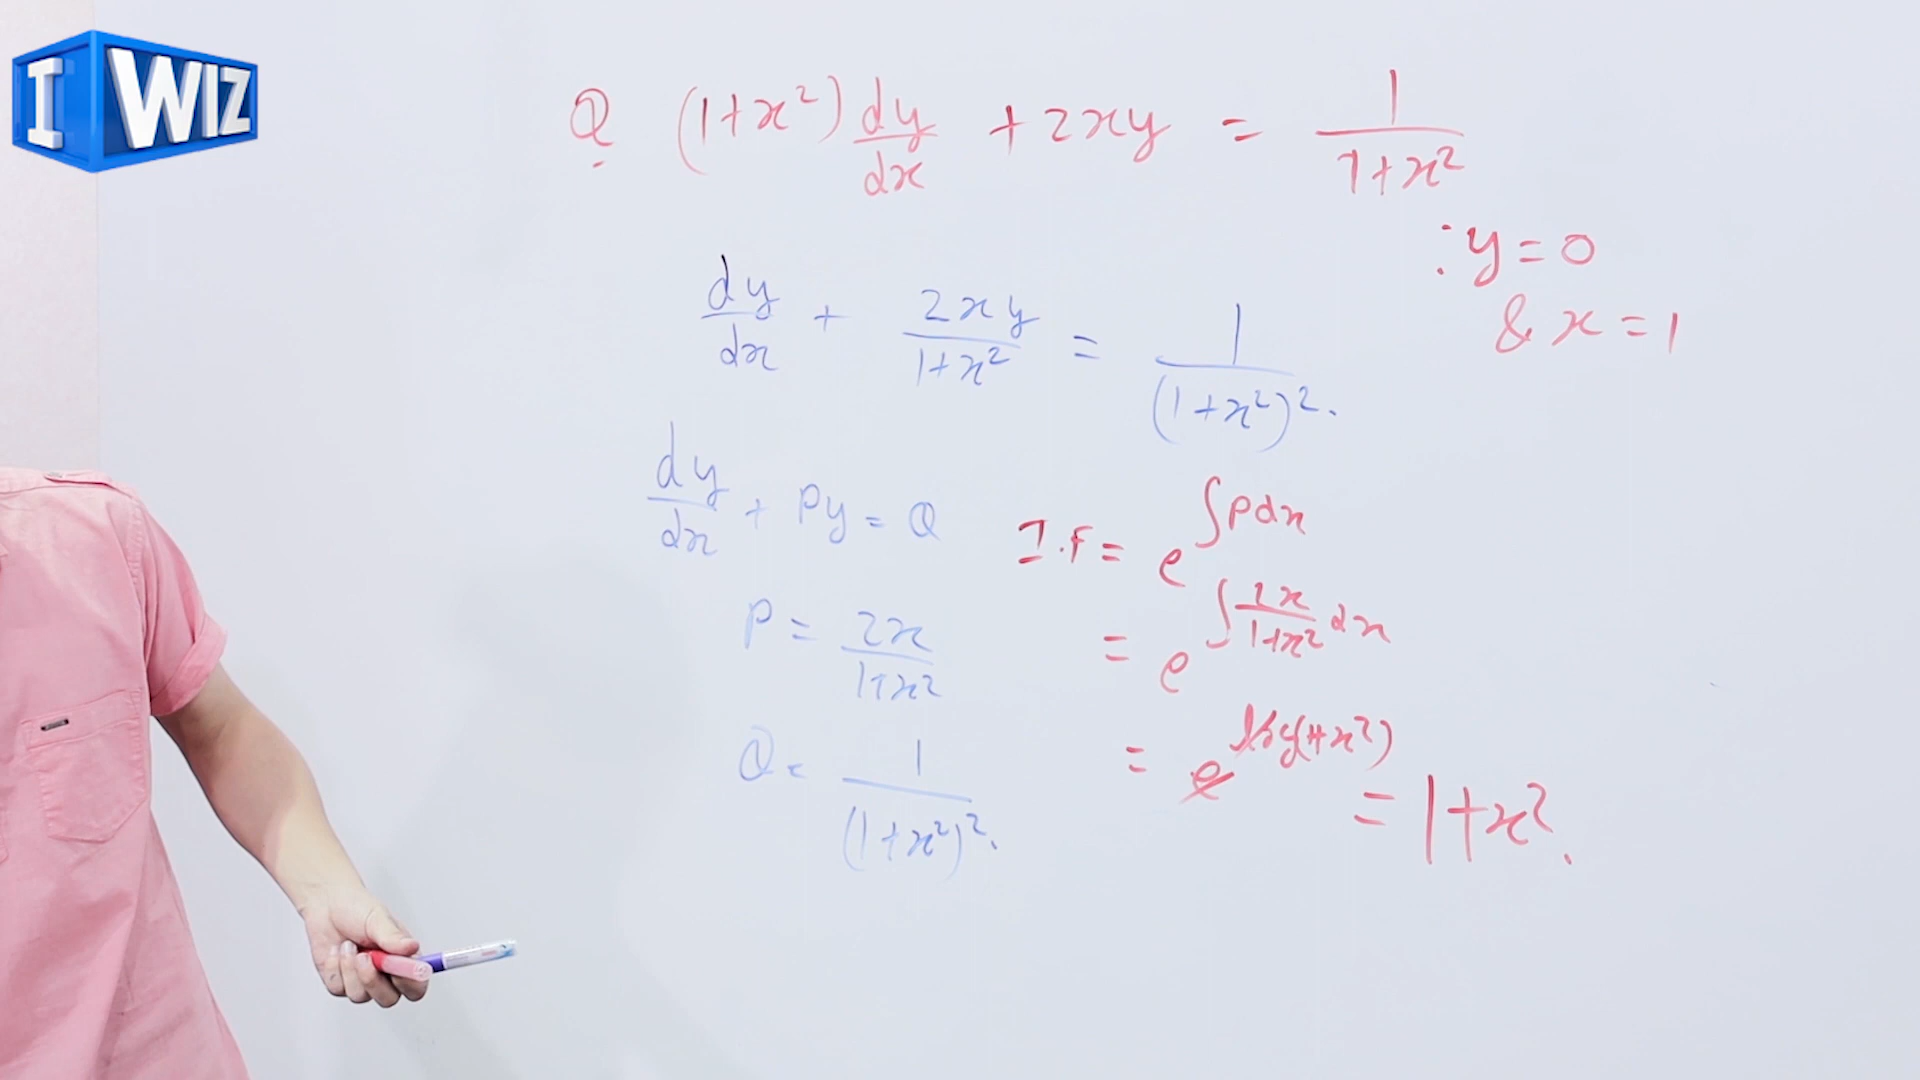 I WIZ
Q (1+x²) dy/dx + 2xy = 1/(1+x²)
: y = 0
& x = 1
dy/dx + 2xy/(1+x²) = 1/(1+x²)².
dy/dx + Py = Q
I.F = e^∫Pdx
P = 2x/(1+x²)
= e^∫2x/(1+x²) dx
Q = 1/(1+x²)².
= e^log(1+x²)
= 1+x².